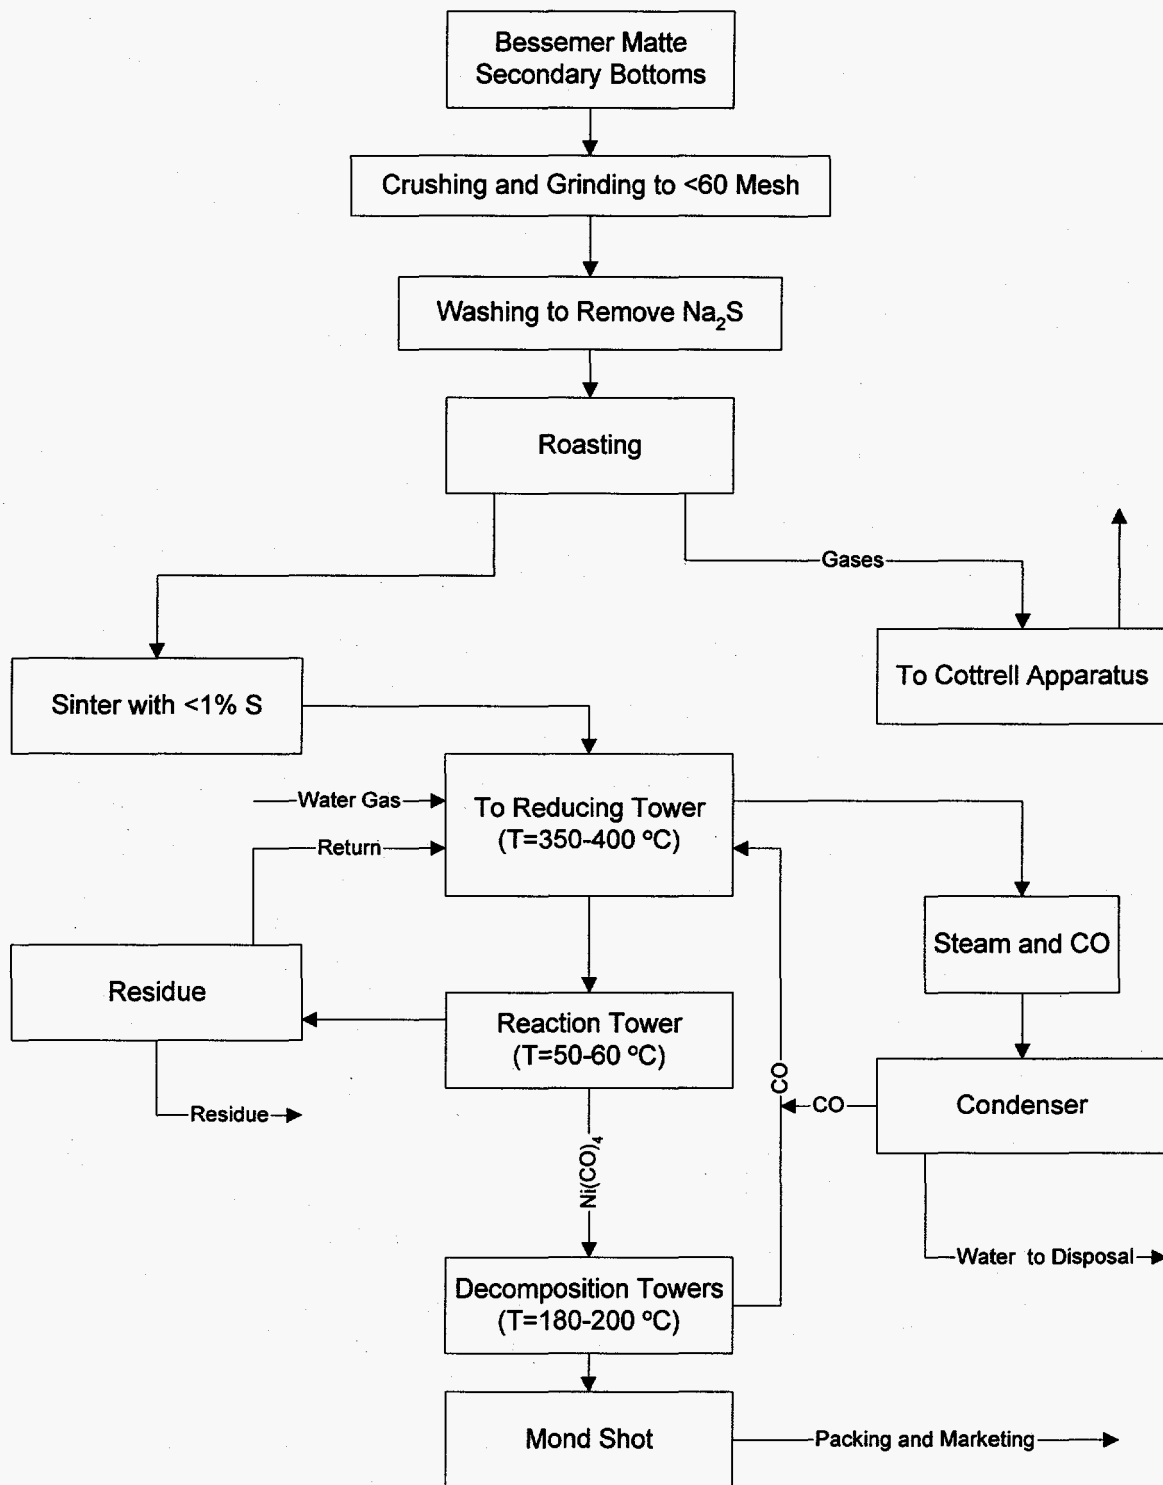 Bessemer Matte
Secondary Bottoms
Crushing and Grinding to <60 Mesh
Washing to Remove Na₂S
Roasting
Gases
To Cottrell Apparatus
Sinter with <1% S
Water Gas
To Reducing Tower
(T=350-400 ºC)
Return
Steam and CO
Residue
Reaction Tower
(T=50-60 ºC)
CO
CO
Condenser
Residue
Ni(CO)₄
Water to Disposal
Decomposition Towers
(T=180-200 ºC)
Mond Shot
Packing and Marketing